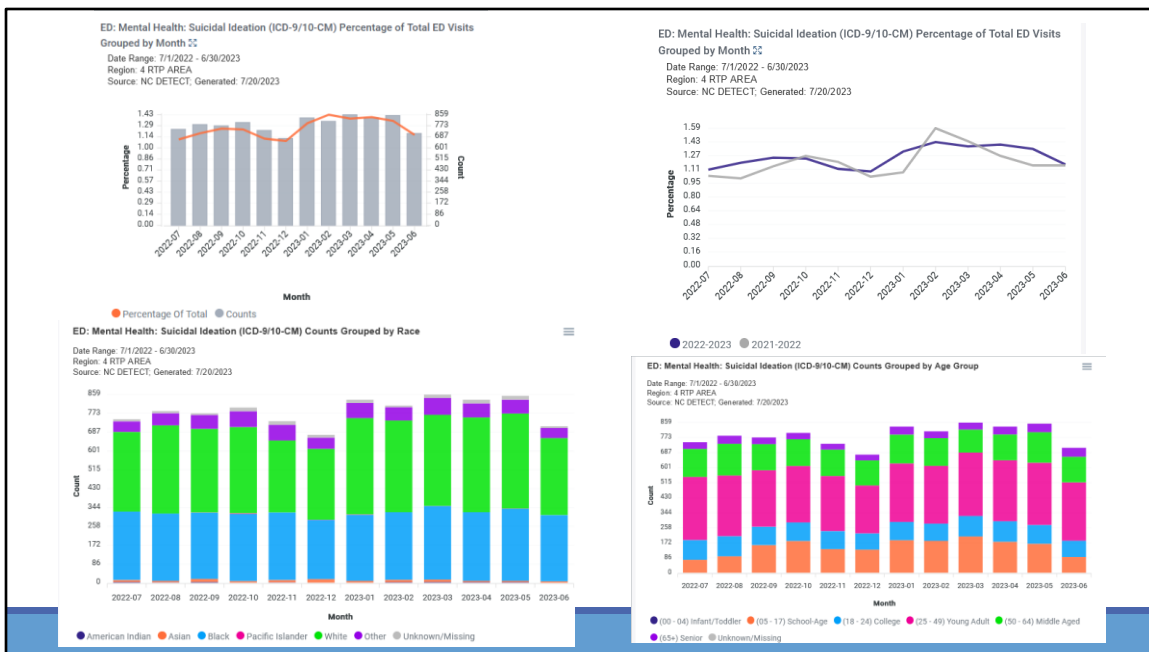 ED: Mental Health: Suicidal Ideation (ICD-9/10-CM) Percentage of Total ED Visits
Grouped by Month
Date Range: 7/1/2022 - 6/30/2023
Region: 4 RTP AREA
Source: NC DETECT; Generated: 7/20/2023
1.43
1.29
1.14
1.00
0.86
0.71
0.57
0.43
0.29
0.14
0.00
Percentage
859
773
687
601
515
430
344
258
172
86
0
Count
2022-07
2022-08
2022-09
2022-10
2022-11
2022-12
2023-01
2023-02
2023-03
2023-04
2023-05
2023-06
Month
Percentage Of Total Counts
ED: Mental Health: Suicidal Ideation (ICD-9/10-CM) Percentage of Total ED Visits
Grouped by Month
Date Range: 7/1/2022 - 6/30/2023
Region: 4 RTP AREA
Source: NC DETECT; Generated: 7/20/2023
1.59
1.43
1.27
1.11
0.95
0.80
0.64
0.48
0.32
0.16
0.00
Percentage
2022-07
2022-08
2022-09
2022-10
2022-11
2022-12
2023-01
2023-02
2023-03
2023-04
2023-05
2023-06
Month
2022-2023 2021-2022
ED: Mental Health: Suicidal Ideation (ICD-9/10-CM) Counts Grouped by Race
Date Range: 7/1/2022 - 6/30/2023
Region: 4 RTP AREA
Source: NC DETECT; Generated: 7/20/2023
859
773
687
601
515
430
344
258
172
86
0
Count
2022-07 2022-08 2022-09 2022-10 2022-11 2022-12 2023-01 2023-02 2023-03 2023-04 2023-05 2023-06
Month
American Indian Asian Black Pacific Islander White Other Unknown/Missing
ED: Mental Health: Suicidal Ideation (ICD-9/10-CM) Counts Grouped by Age Group
Date Range: 7/1/2022 - 6/30/2023
Region: 4 RTP AREA
Source: NC DETECT; Generated: 7/20/2023
859
773
687
601
515
430
344
258
172
86
0
Count
2022-07 2022-08 2022-09 2022-10 2022-11 2022-12 2023-01 2023-02 2023-03 2023-04 2023-05 2023-06
Month
(00 - 04) Infant/Toddler (05 - 17) School-Age (18 - 24) College (25 - 49) Young Adult (50 - 64) Middle Aged
(65+) Senior Unknown/Missing